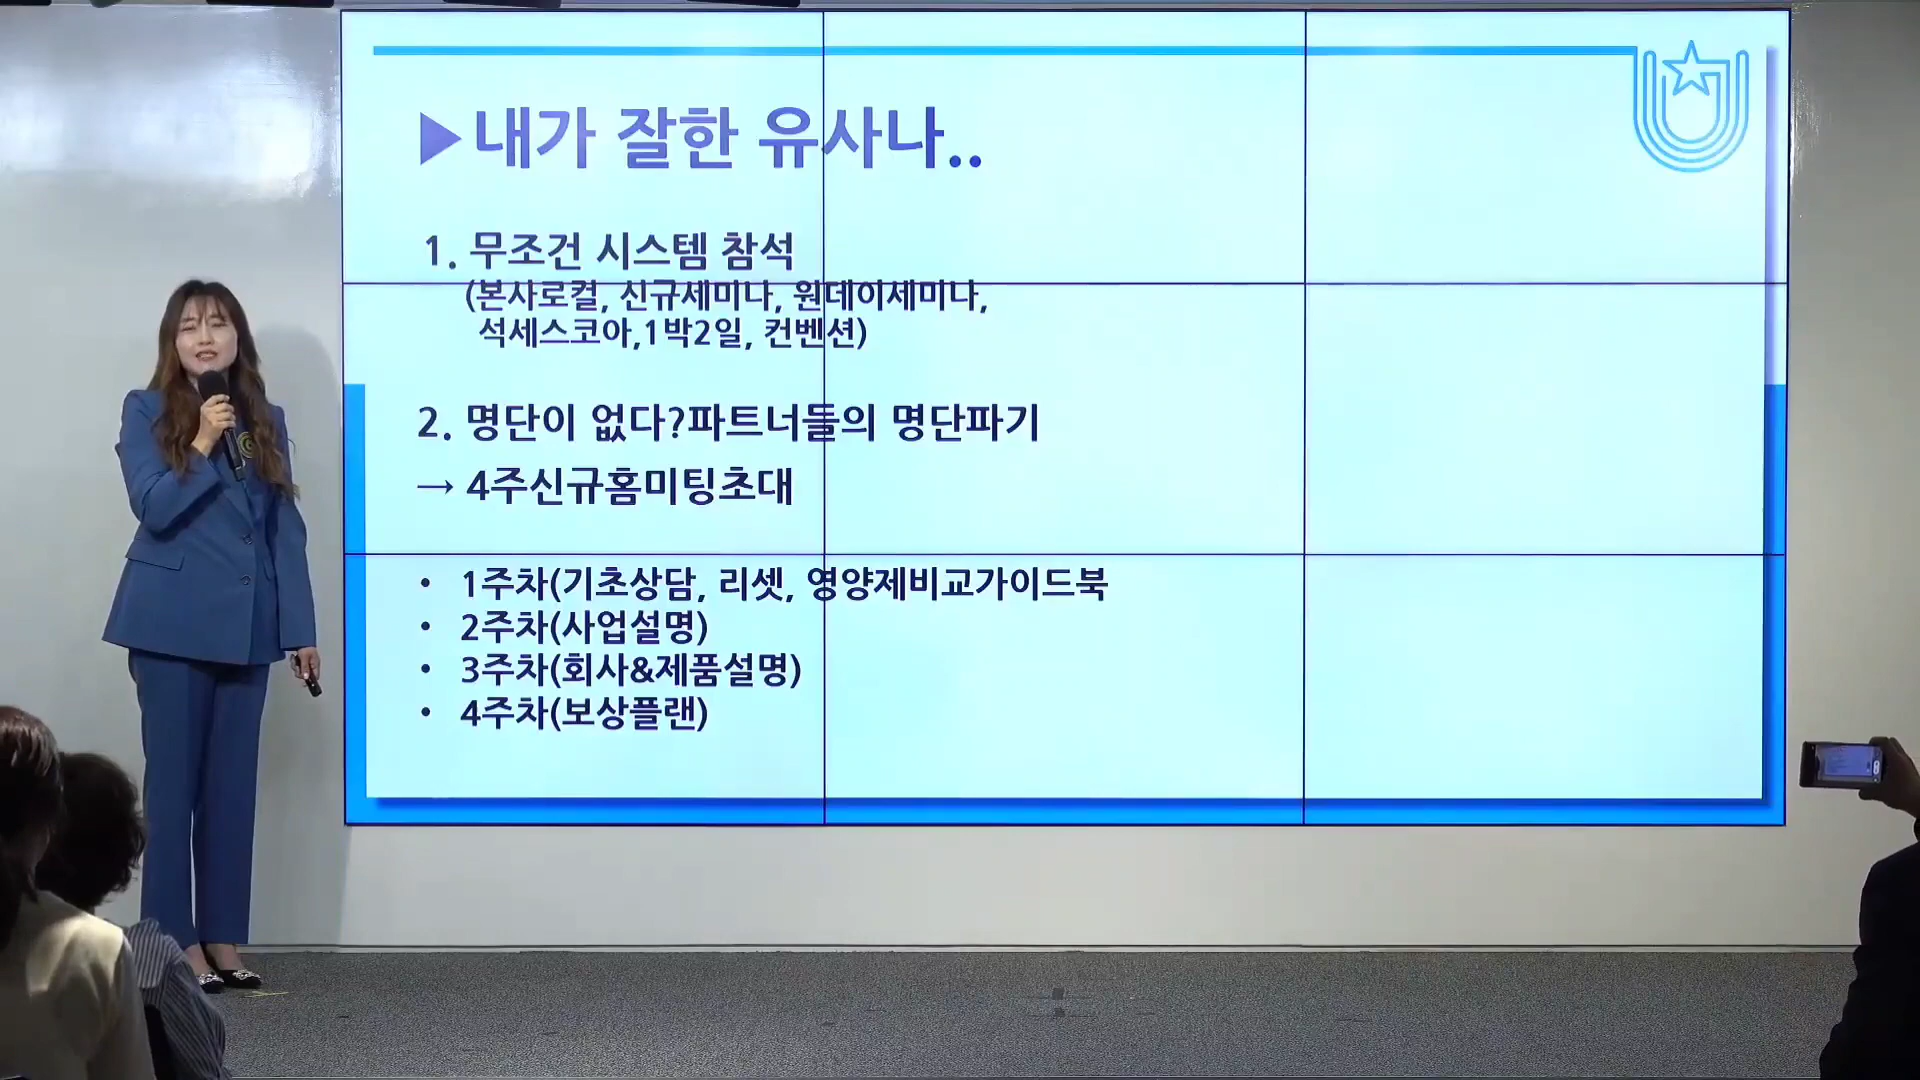 ▶내가 잘한 유사나..
1. 무조건 시스템 참석
(본사로컬, 신규세미나, 원데이세미나,
석세스코아,1박2일, 컨벤션)
2. 명단이 없다?파트너들의 명단파기
→ 4주신규홈미팅초대
• 1주차(기초상담, 리셋, 영양제비교가이드북
• 2주차(사업설명)
• 3주차(회사&제품설명)
• 4주차(보상플랜)